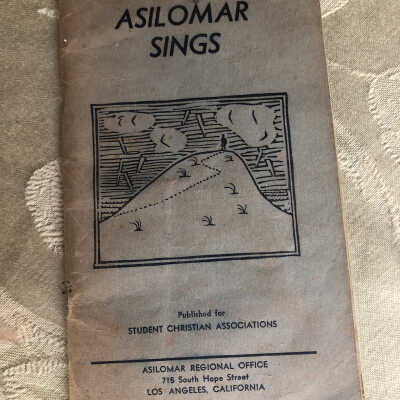 ASILOMAR
SINGS
Published for
STUDENT CHRISTIAN ASSOCIATIONS
ASILOMAR REGIONAL OFFICE
715 South Hope Street
LOS ANGELES, CALIFORNIA